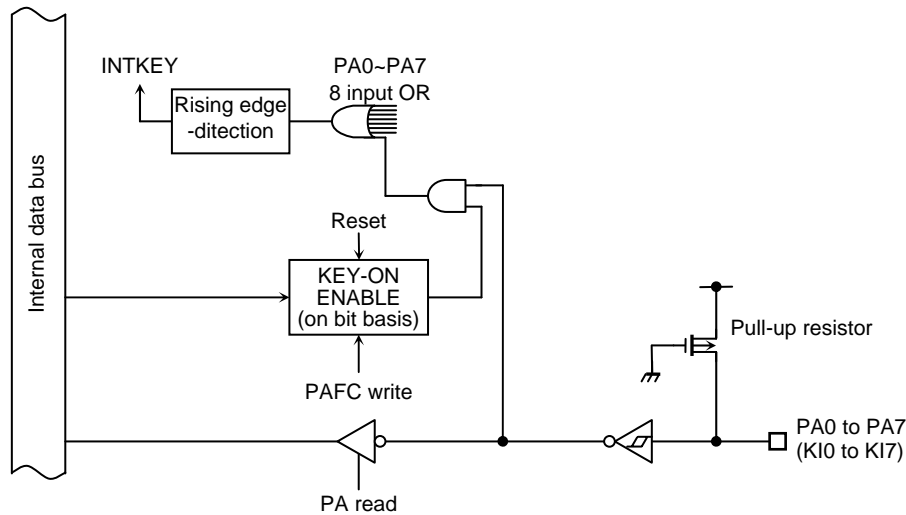 INTKEY
PA0~PA7
8 input OR
Rising edge
-ditection
Internal data bus
Reset
KEY-ON
ENABLE
(on bit basis)
Pull-up resistor
PAFC write
PA0 to PA7
(KI0 to KI7)
PA read